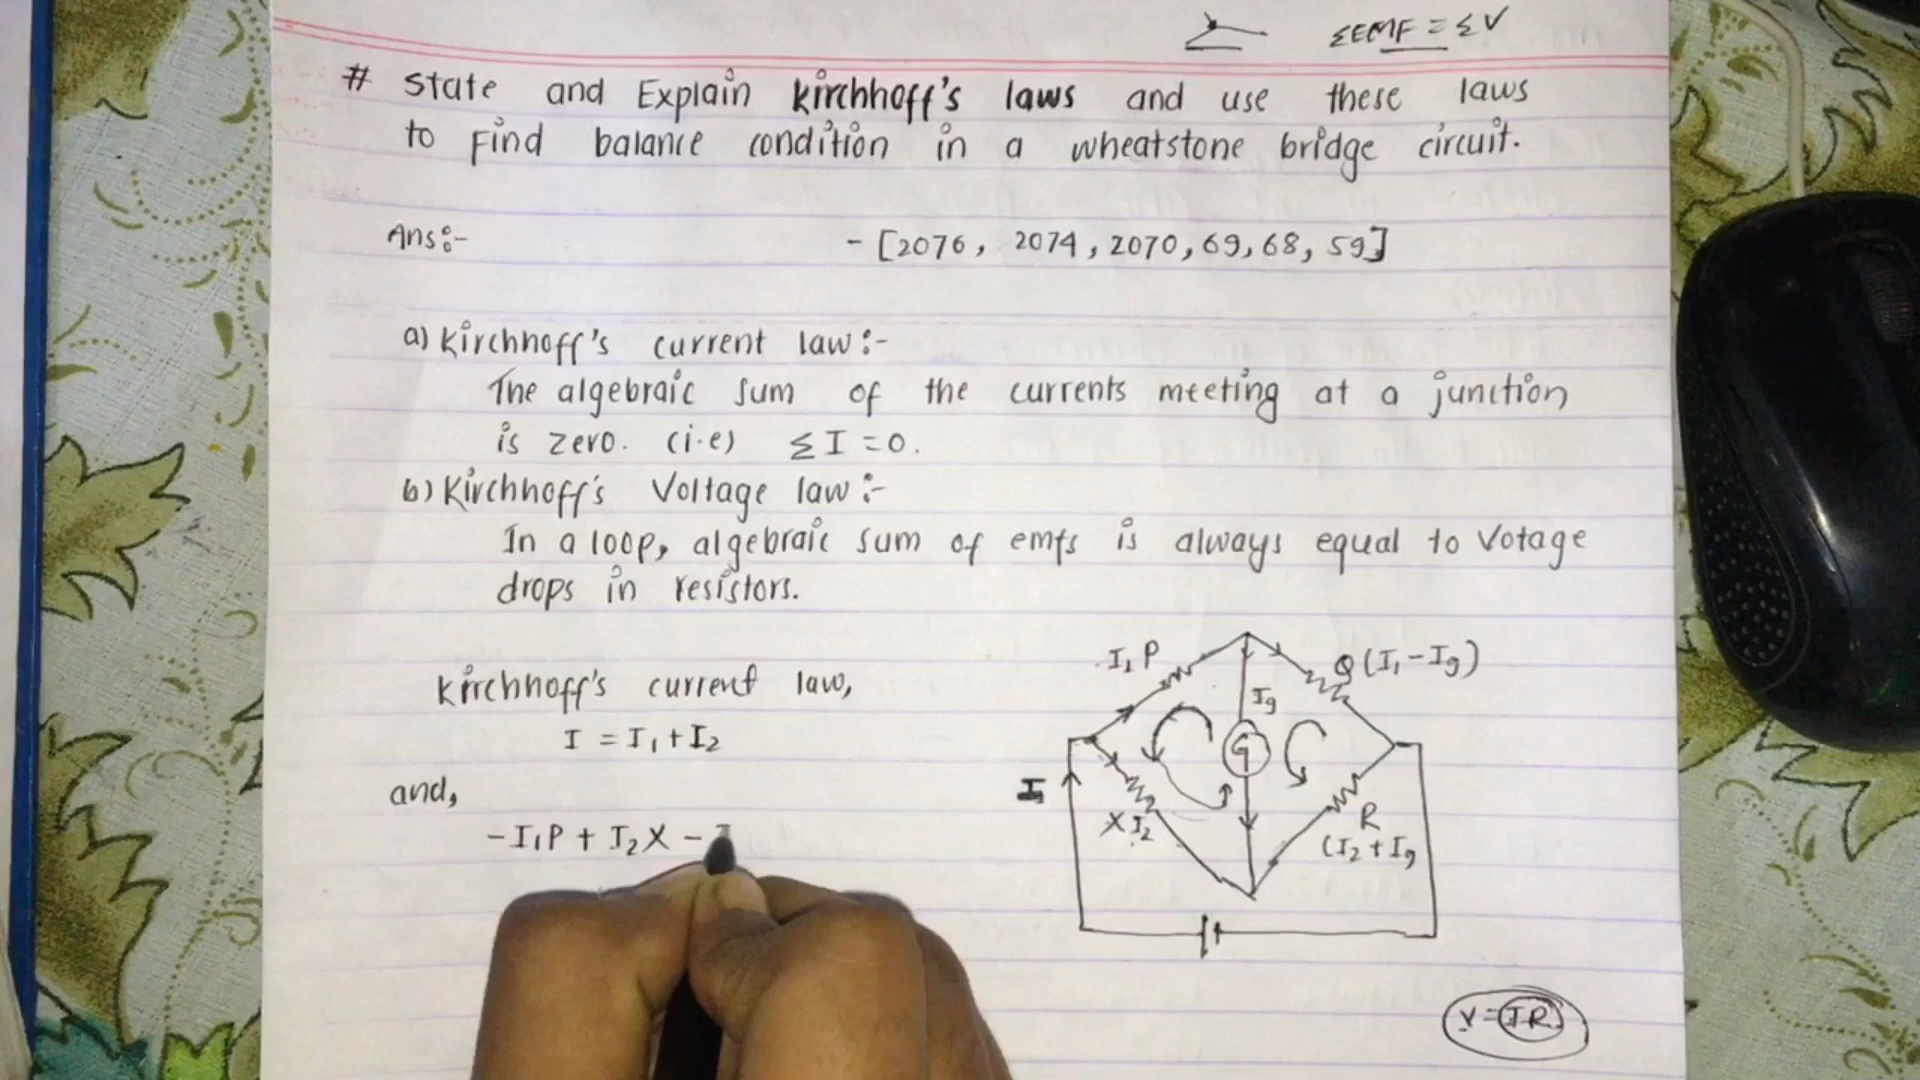 ΣEMF = ΣV
# State and Explain Kirchhoff's laws and use these laws
to Find balance condition in a wheatstone bridge circuit.
Ans:-
- [2076, 2074, 2070, 69, 68, 59]
a) Kirchhoff's current law:-
The algebraic sum of the currents meeting at a junction
is zero. (i.e) ΣI = 0.
b) Kirchhoff's Voltage law:-
In a loop, algebraic sum of emfs is always equal to Votage
drops in resistors.
Kirchhoff's current law,
I = I₁ + I₂
and,
-I₁P + I₂X -
I₁ P
Q (I₁ - Ig)
Ig
G
I
X I₂
R
(I₂ + Ig
V = IR